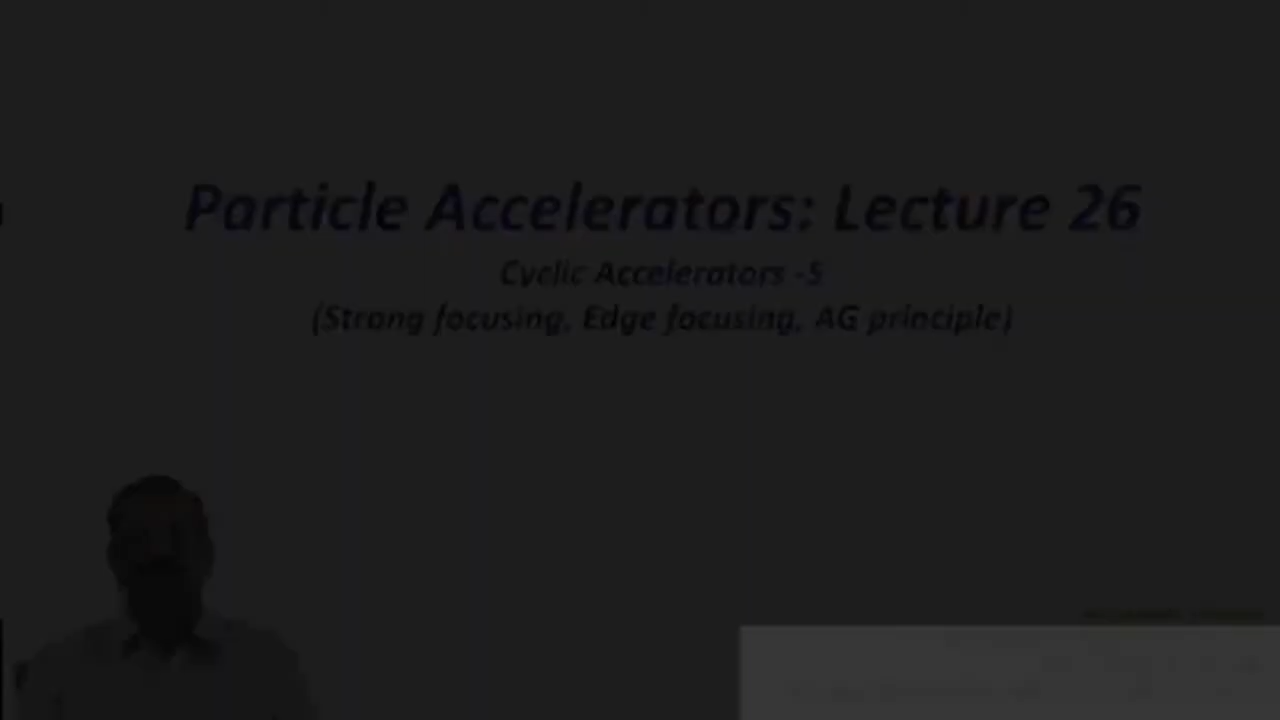 Particle Accelerators: Lecture 26
Cyclic Accelerators -5
(Strong focusing, Edge focusing, AG principle)